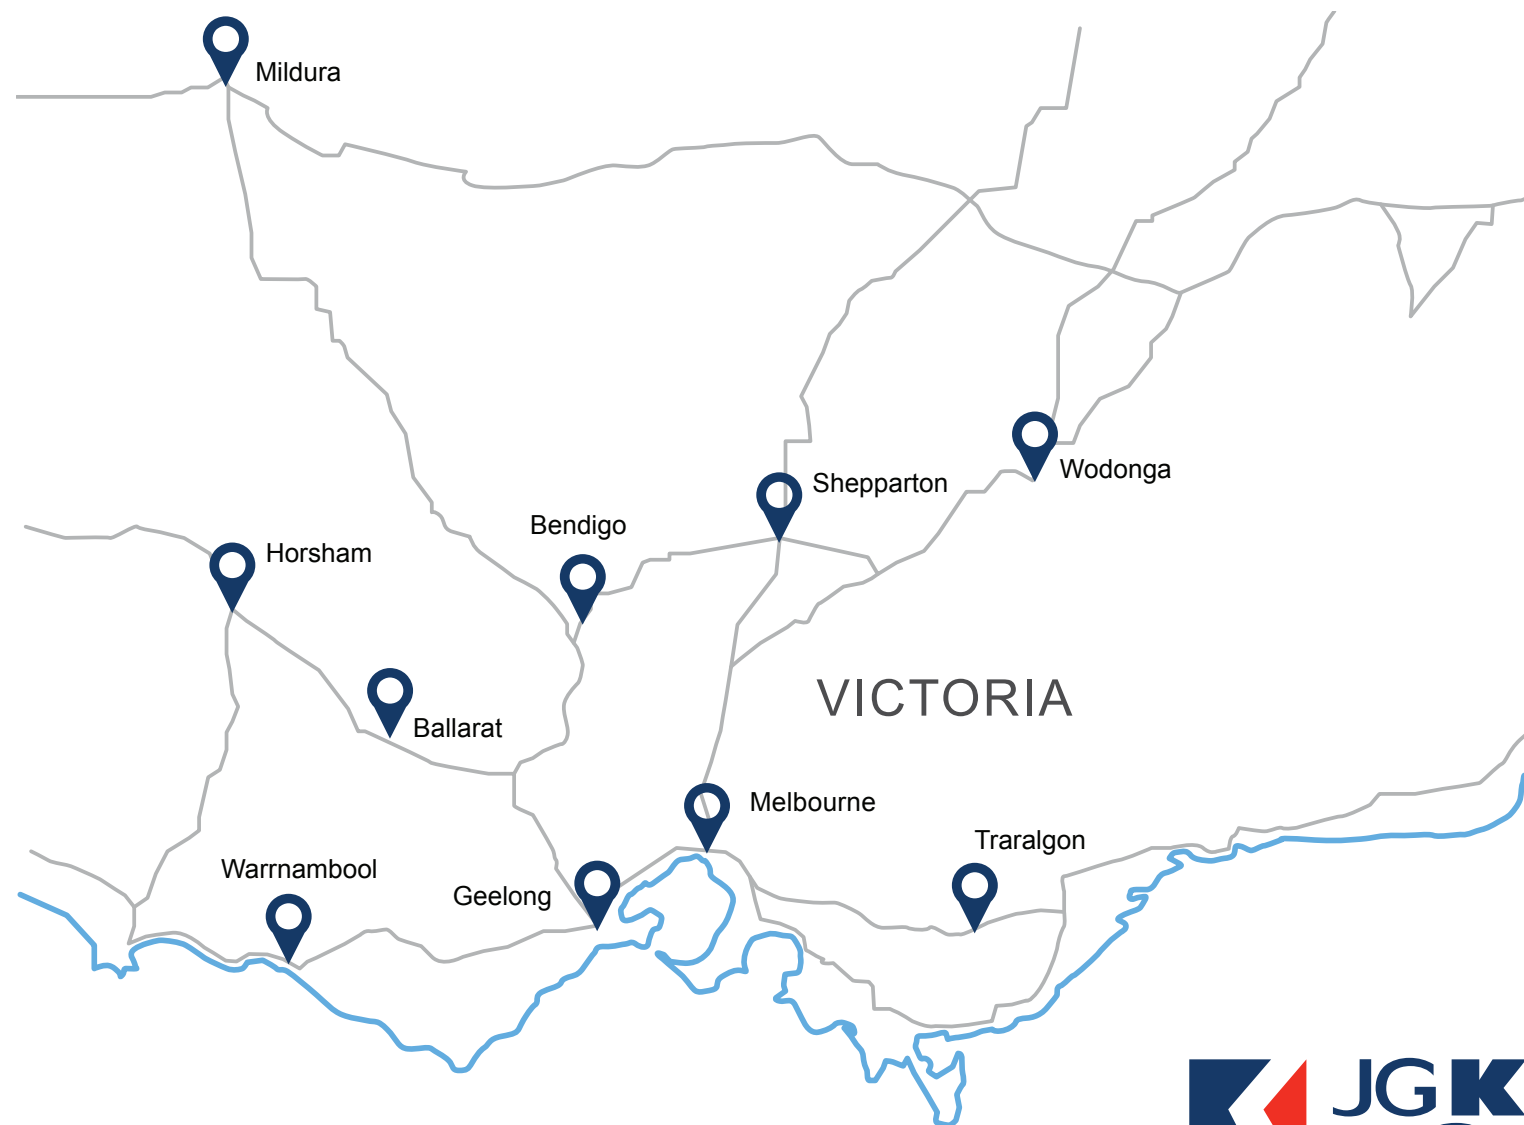 Mildura
Shepparton
Wodonga
Bendigo
Horsham
VICTORIA
Ballarat
Melbourne
Traralgon
Warrnambool
Geelong
JGK